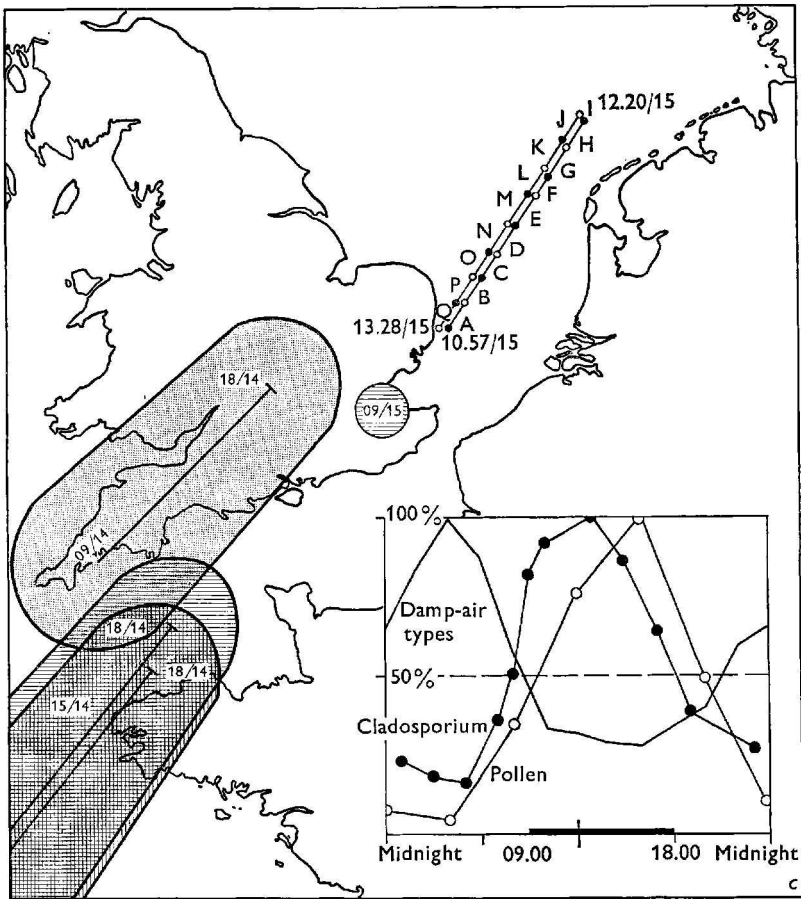 J
I
12.20/15
K
H
L
G
M
F
N
E
O
D
P
C
Q
B
13.28/15
A
10.57/15
18/14
09/15
09/14
18/14
18/14
15/14
100%
Damp-air
types
50%
Cladosporium
Pollen
Midnight
09.00
18.00
Midnight
c